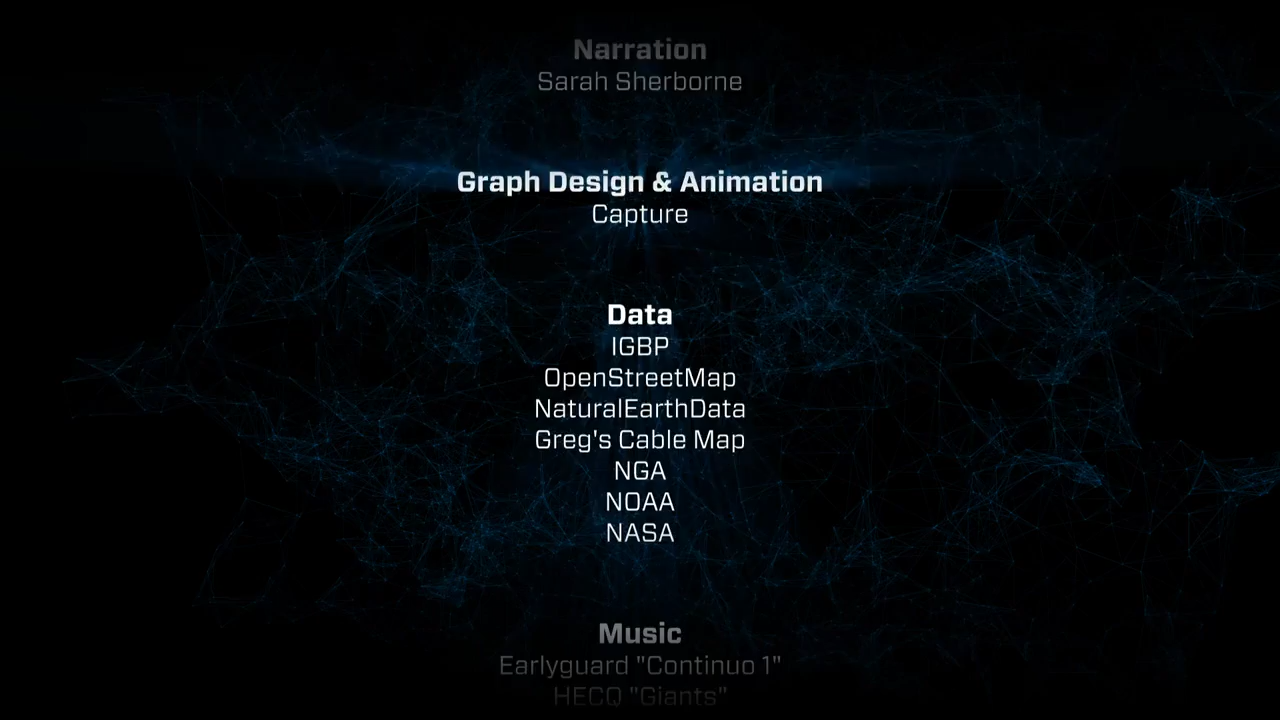 Narration
Sarah Sherborne
Graph Design & Animation
Capture
Data
IGBP
OpenStreetMap
NaturalEarthData
Greg's Cable Map
NGA
NOAA
NASA
Music
Earlyguard "Continuo 1"
HECQ "Giants"